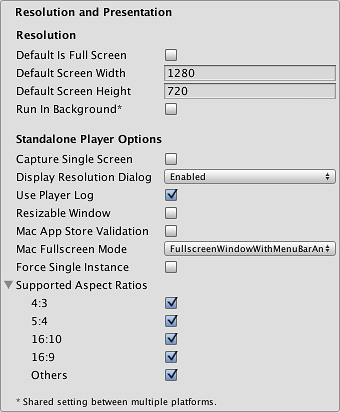 Resolution and Presentation
Resolution
Default Is Full Screen
Default Screen Width 1280
Default Screen Height 720
Run In Background*
Standalone Player Options
Capture Single Screen
Display Resolution Dialog Enabled
Use Player Log
Resizable Window
Mac App Store Validation
Mac Fullscreen Mode FullscreenWindowWithMenuBarAn
Force Single Instance
Supported Aspect Ratios
4:3
5:4
16:10
16:9
Others
* Shared setting between multiple platforms.